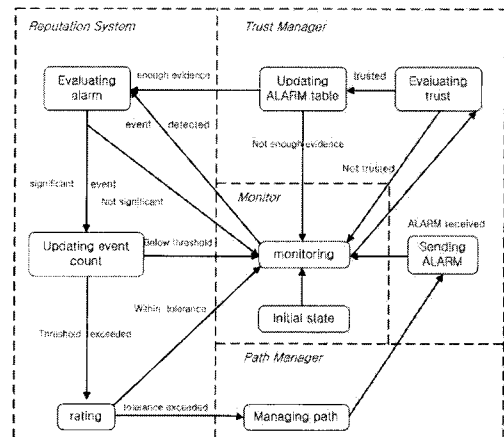 Reputation System
Trust Manager
Evaluating
alarm
enough evidence
Updating
ALARM table
trusted
Evaluating
trust
event detected
Not enough evidence
Not trusted
significant event
Not significant
Monitor
ALARM received
Updating event
count
Below threshold
monitoring
Sending
ALARM
Within tolerance
Initial state
Threshold exceeded
Path Manager
rating
tolerance exceeded
Managing path